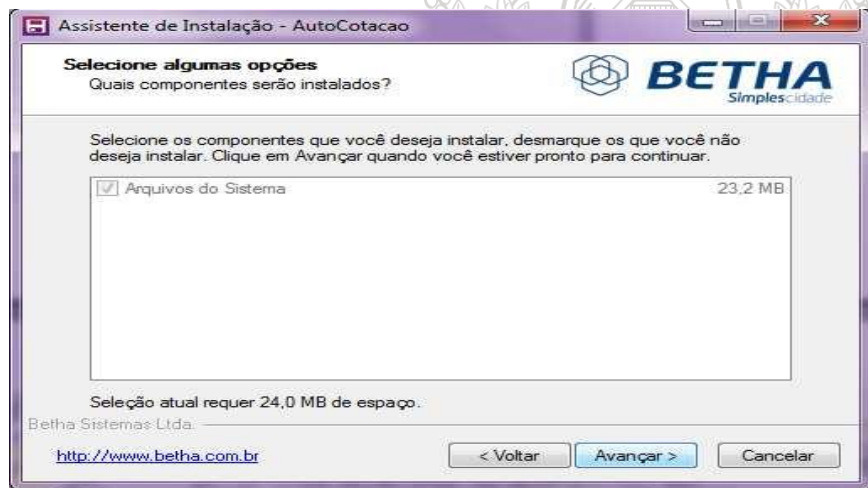 Assistente de Instalação - AutoCotacao
Selecione algumas opções
Quais componentes serão instalados?
BETHA
Simplescidade
Selecione os componentes que você deseja instalar, desmarque os que você não
deseja instalar. Clique em Avançar quando você estiver pronto para continuar.
Arquivos do Sistema 23,2 MB
Seleção atual requer 24,0 MB de espaço.
Betha Sistemas Ltda.
http://www.betha.com.br < Voltar Avançar > Cancelar